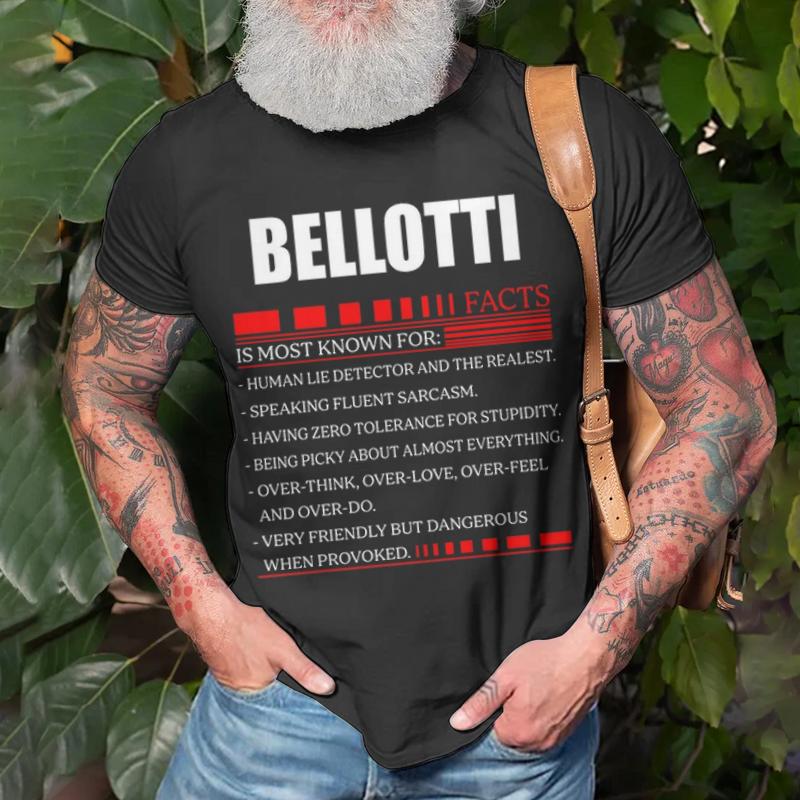 BELLOTTI
FACTS
IS MOST KNOWN FOR:
- HUMAN LIE DETECTOR AND THE REALEST.
- SPEAKING FLUENT SARCASM.
- HAVING ZERO TOLERANCE FOR STUPIDITY.
- BEING PICKY ABOUT ALMOST EVERYTHING.
- OVER-THINK, OVER-LOVE, OVER-FEEL
AND OVER-DO.
- VERY FRIENDLY BUT DANGEROUS
WHEN PROVOKED.